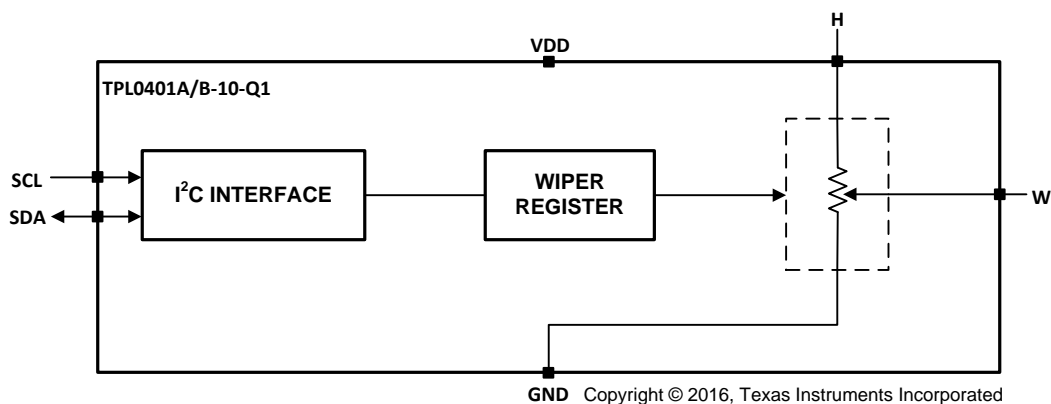 H
VDD
TPL0401A/B-10-Q1
SCL
SDA
I²C INTERFACE
WIPER
REGISTER
W
GND
Copyright © 2016, Texas Instruments Incorporated